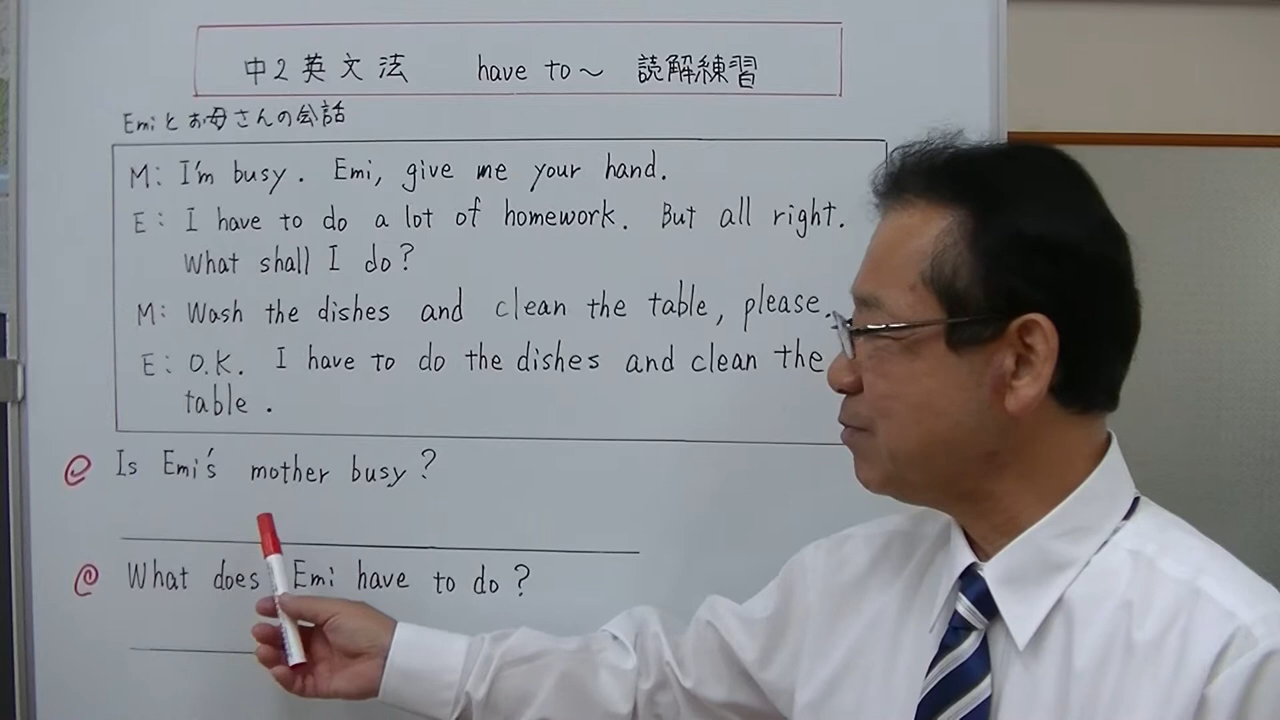 中2英文法 have to～ 読解練習
Emiとお母さんの会話
M: I'm busy. Emi, give me your hand.
E: I have to do a lot of homework. But all right.
What shall I do?
M: Wash the dishes and clean the table, please.
E: O.K. I have to do the dishes and clean the
table.
@ Is Emi's mother busy?
@ What does Emi have to do?